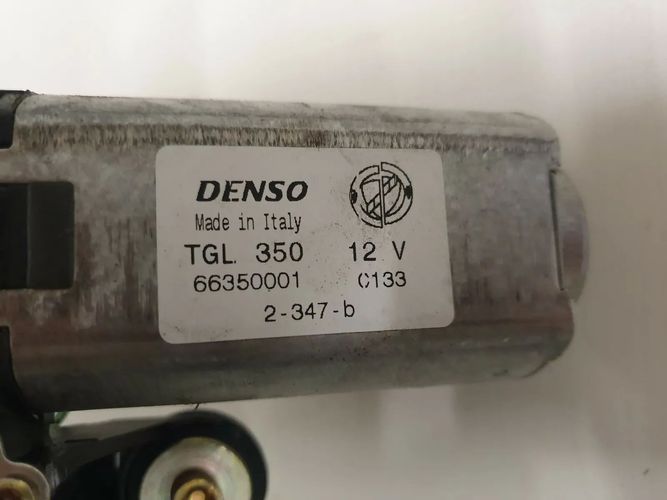 DENSO
Made in Italy
TGL. 350 12 V
66350001 C133
2-347-b